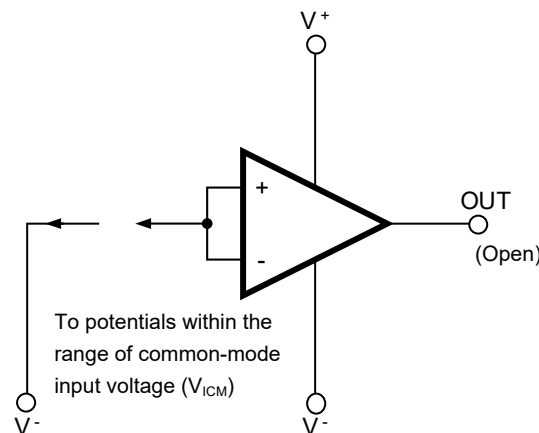 V+
+
-
OUT
(Open)
To potentials within the
range of common-mode
input voltage (VICM)
V-
V-